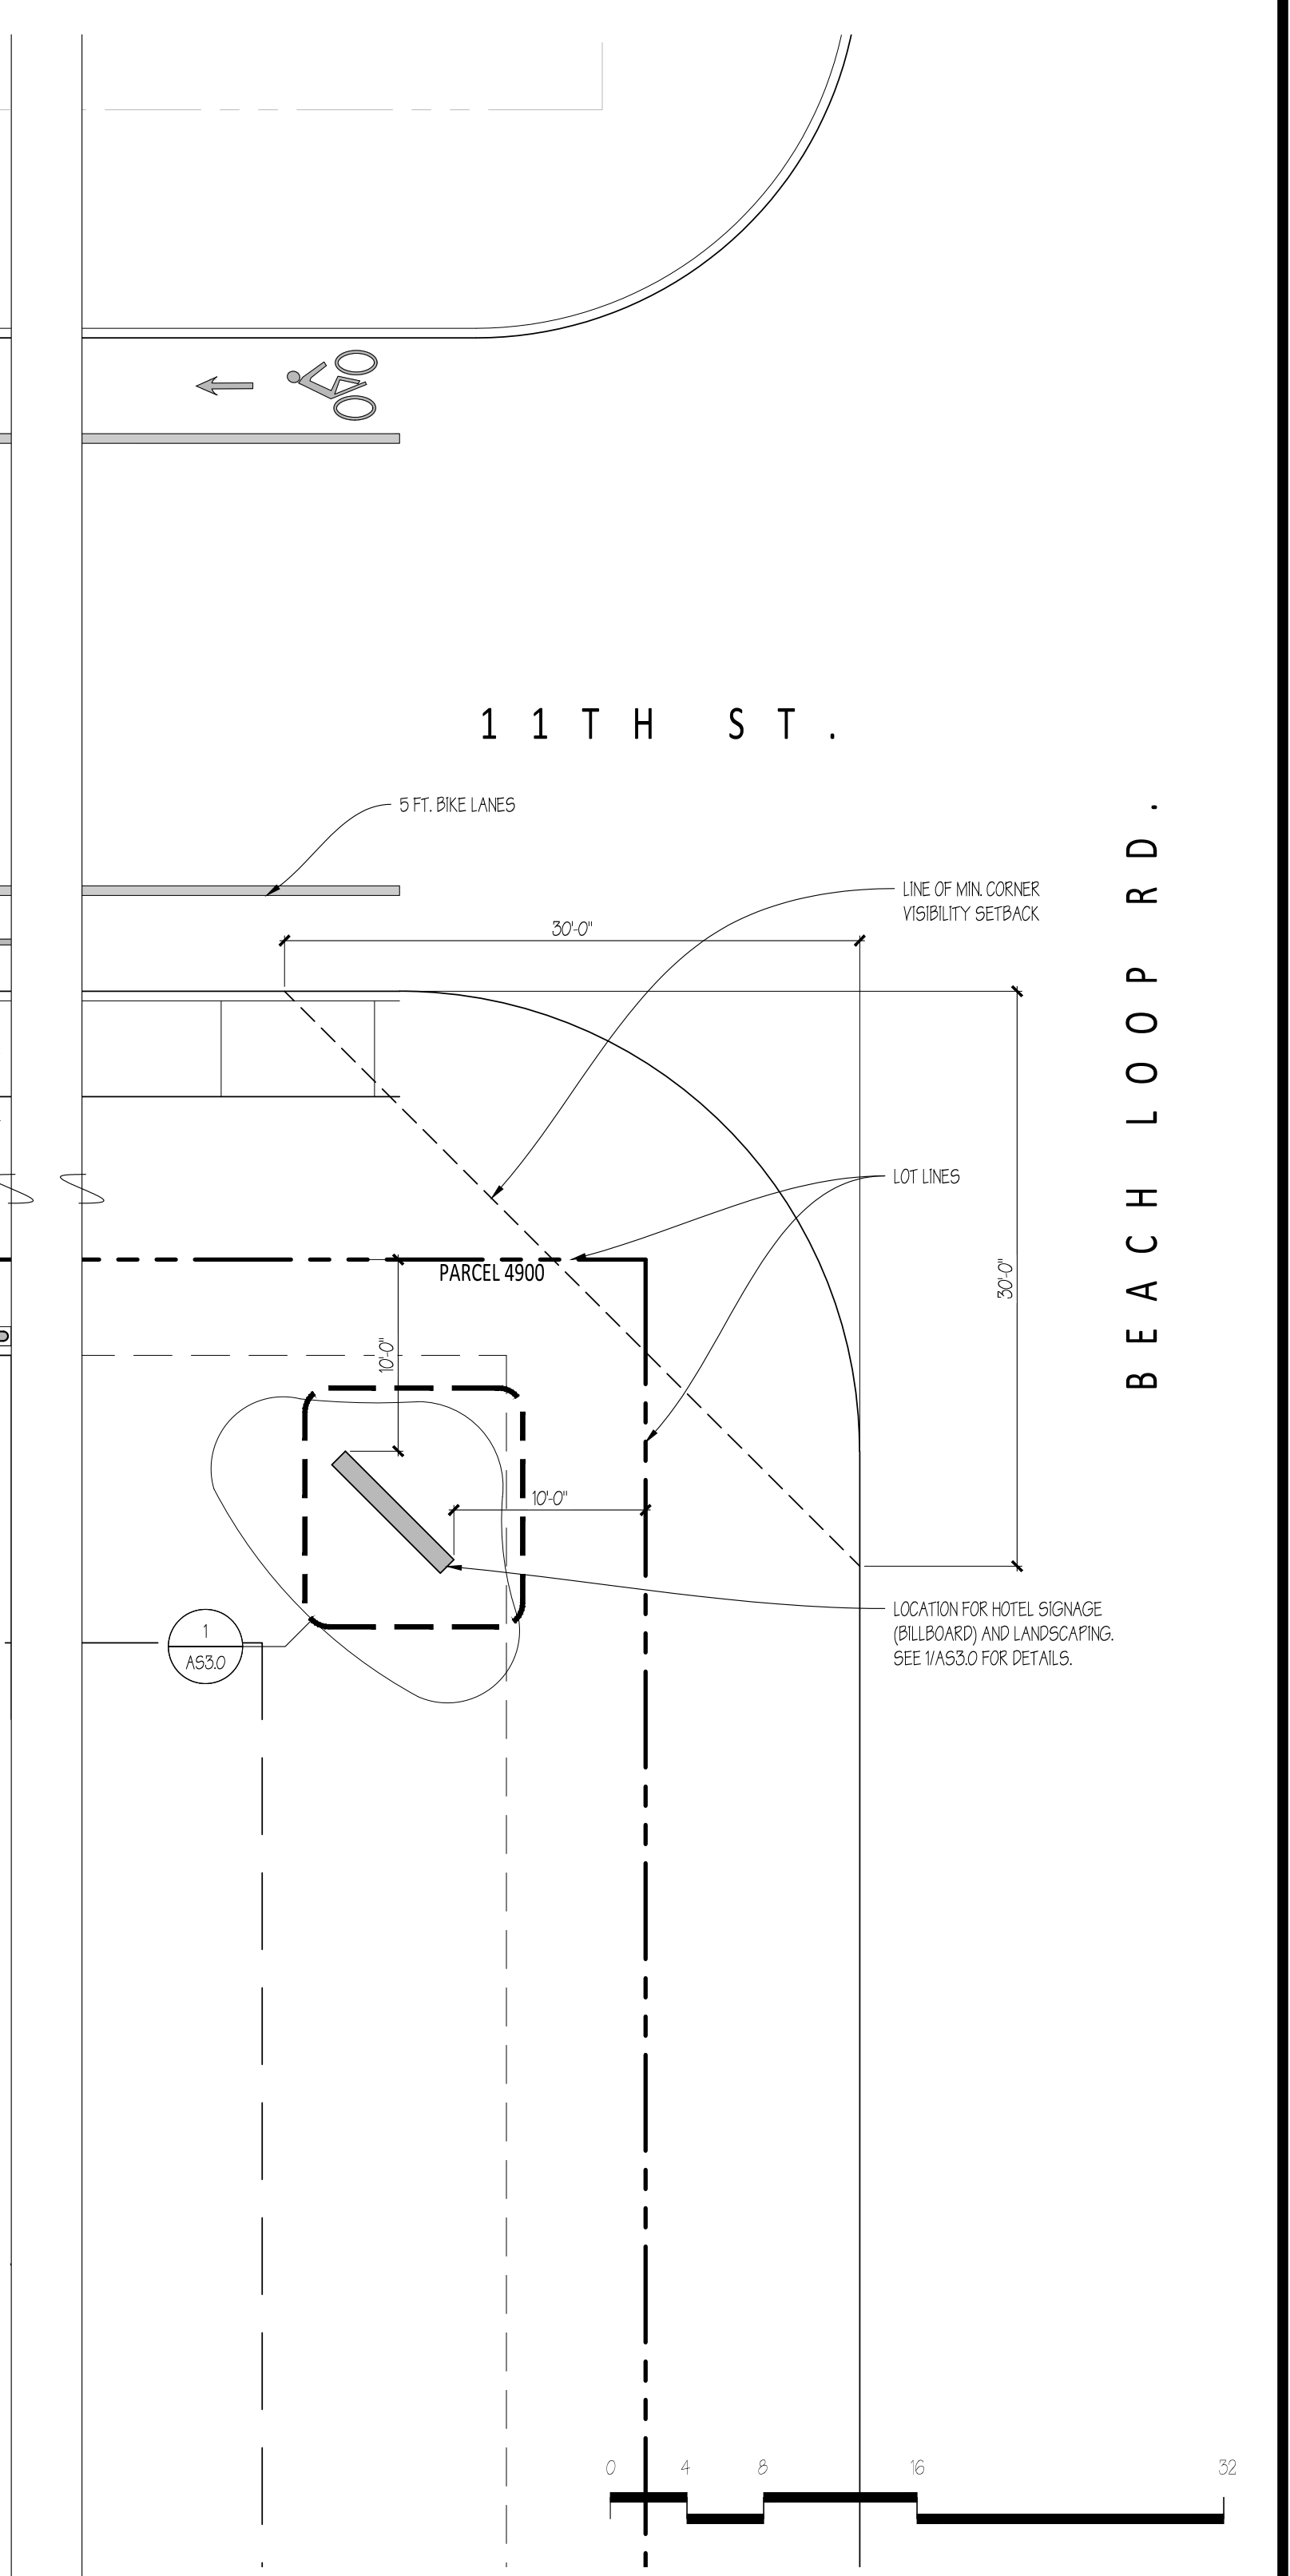 11TH ST.
5 FT. BIKE LANES
BEACH LOOP RD.
LINE OF MIN. CORNER
VISIBILITY SETBACK
30'-0"
LOT LINES
PARCEL 4900
30'-0"
10'-0"
10'-0"
LOCATION FOR HOTEL SIGNAGE
(BILLBOARD) AND LANDSCAPING.
SEE 1/AS3.0 FOR DETAILS.
1
AS3.0
0 4 8 16 32